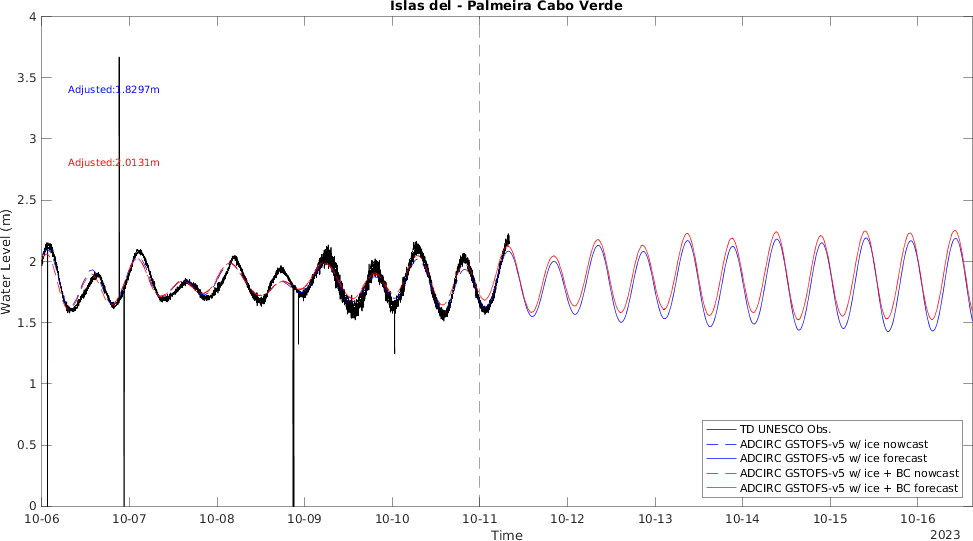 Islas del - Palmeira Cabo Verde
4
3.5
3
2.5
2
1.5
1
0.5
0
Water Level (m)
Adjusted:1.8297m
Adjusted:2.0131m
TD UNESCO Obs.
ADCIRC GSTOFS-v5 w/ ice nowcast
ADCIRC GSTOFS-v5 w/ ice forecast
ADCIRC GSTOFS-v5 w/ ice + BC nowcast
ADCIRC GSTOFS-v5 w/ ice + BC forecast
10-06 10-07 10-08 10-09 10-10 10-11 10-12 10-13 10-14 10-15 10-16
Time
2023